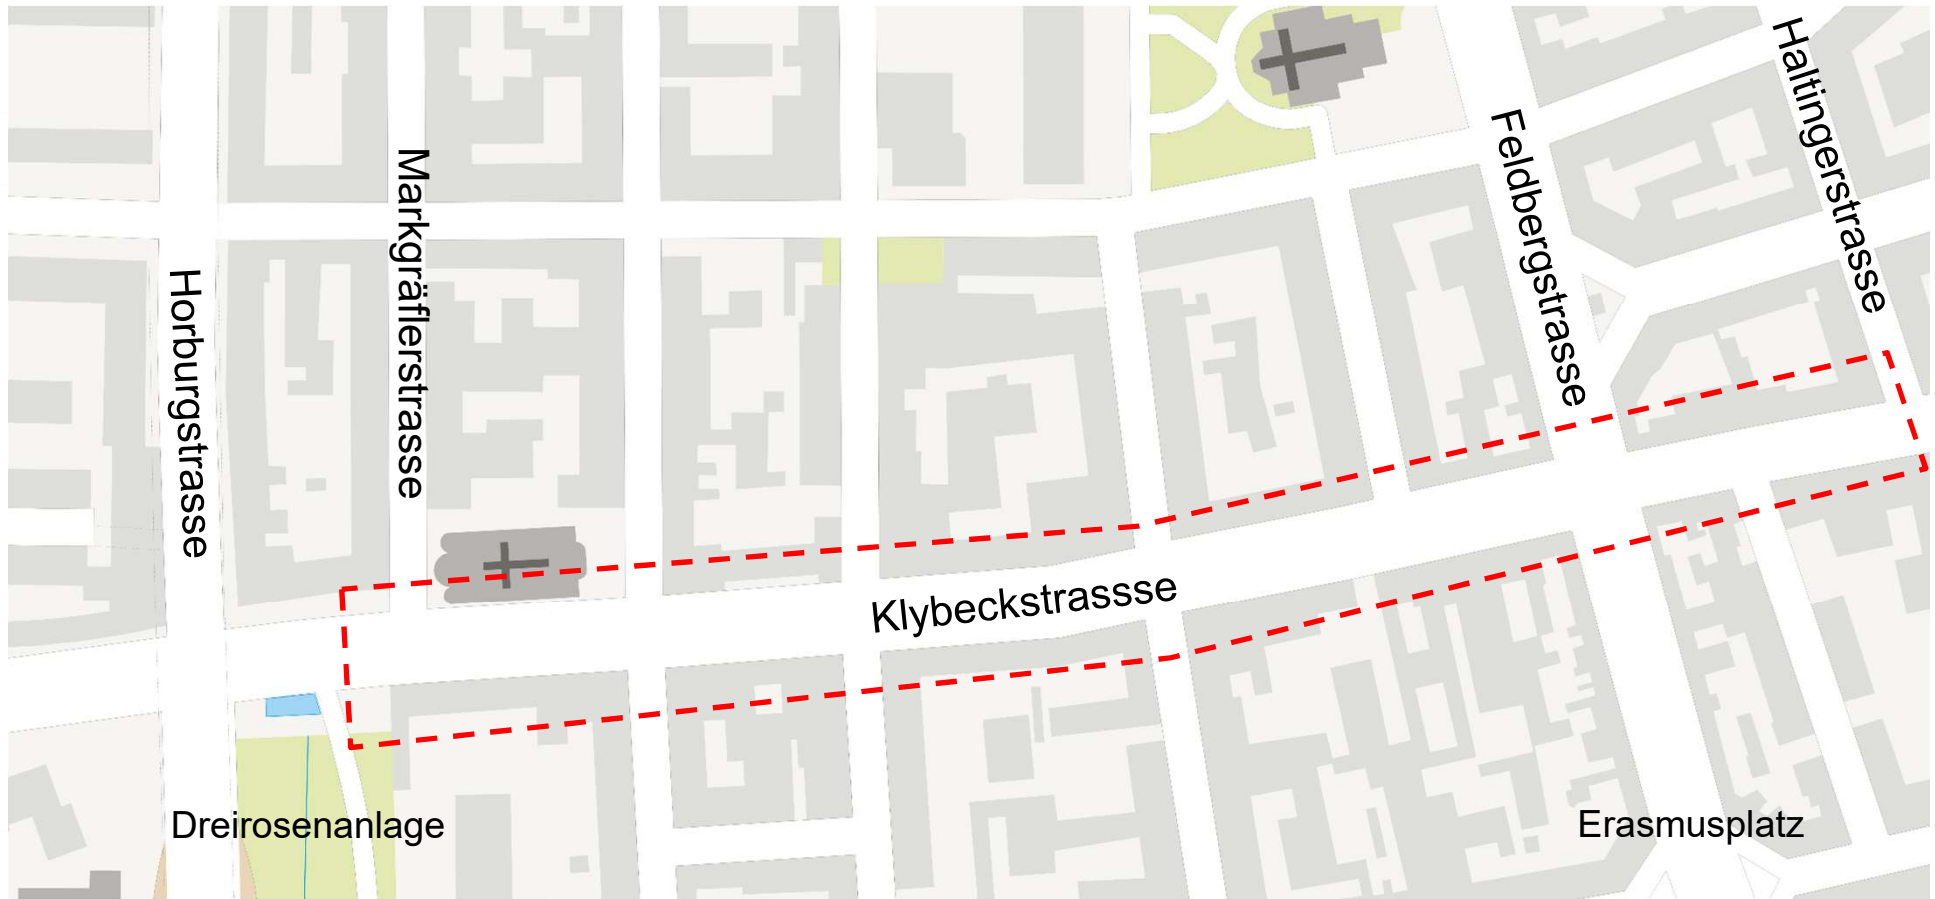 Haltingerstrasse
Feldbergstrasse
Markgräflerstrasse
Horburgstrasse
Klybeckstrassse
Dreirosenanlage
Erasmusplatz